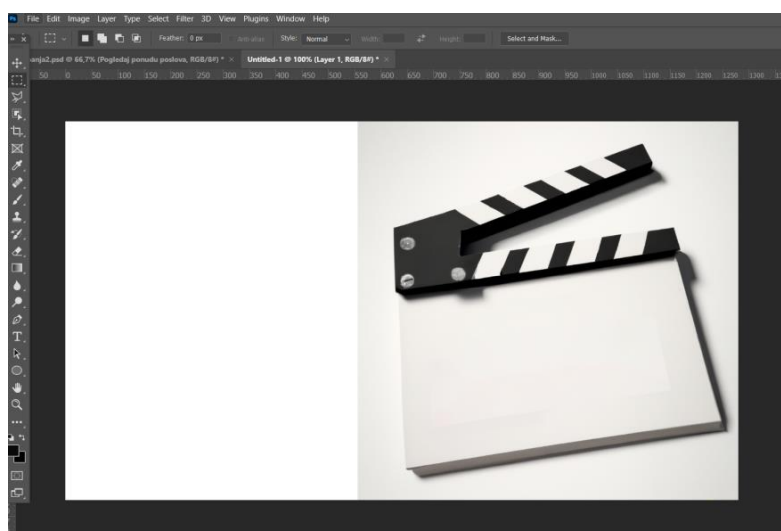 Ps File Edit Image Layer Type Select Filter 3D View Plugins Window Help
Feather: 0 px Anti-alias Style: Normal Width: Height: Select and Mask...
anja2.psd @ 66,7% (Pogledaj ponudu poslova, RGB/8#) * × Untitled-1 @ 100% (Layer 1, RGB/8#) * ×
50 0 50 100 150 200 250 300 350 400 450 500 550 600 650 700 750 800 850 900 950 1000 1050 1100 1150 1200 1250 1300